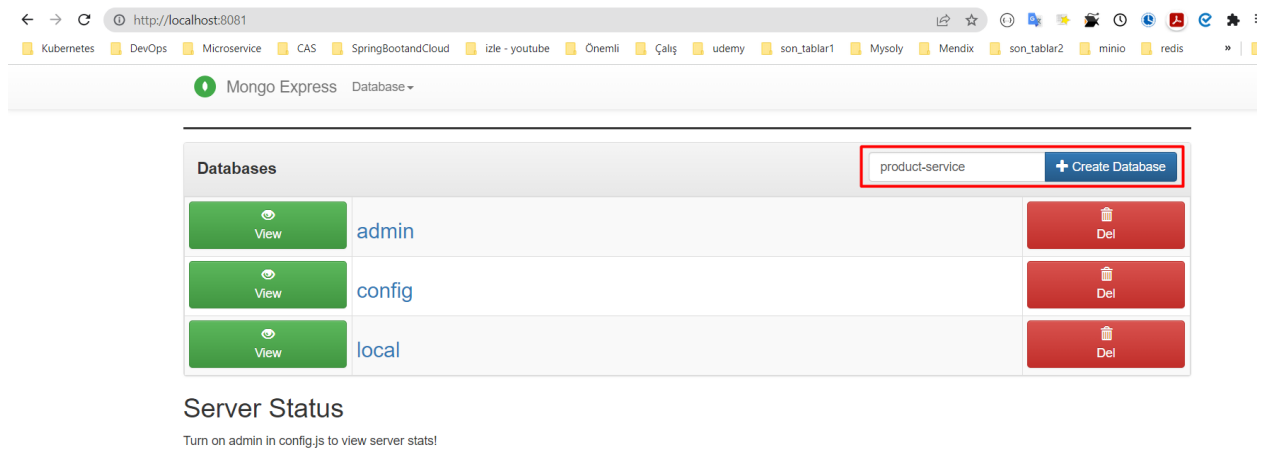 http://localhost:8081
Kubernetes DevOps Microservice CAS SpringBootandCloud izle - youtube Önemli Çalış udemy son_tablar1 Mysoly Mendix son_tablar2 minio redis »
Mongo Express Database
Databases product-service + Create Database
View admin Del
View config Del
View local Del
Server Status
Turn on admin in config.js to view server stats!